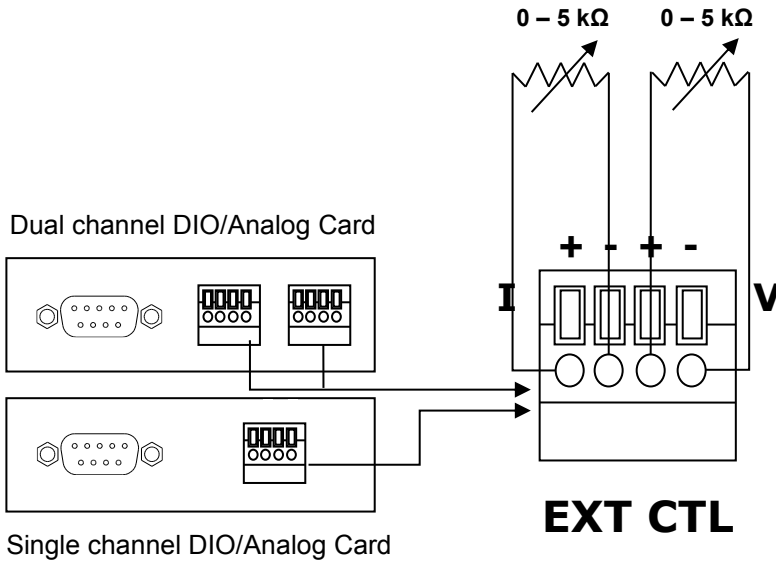 0 – 5 kΩ 0 – 5 kΩ
Dual channel DIO/Analog Card
+ - + -
I V
EXT CTL
Single channel DIO/Analog Card